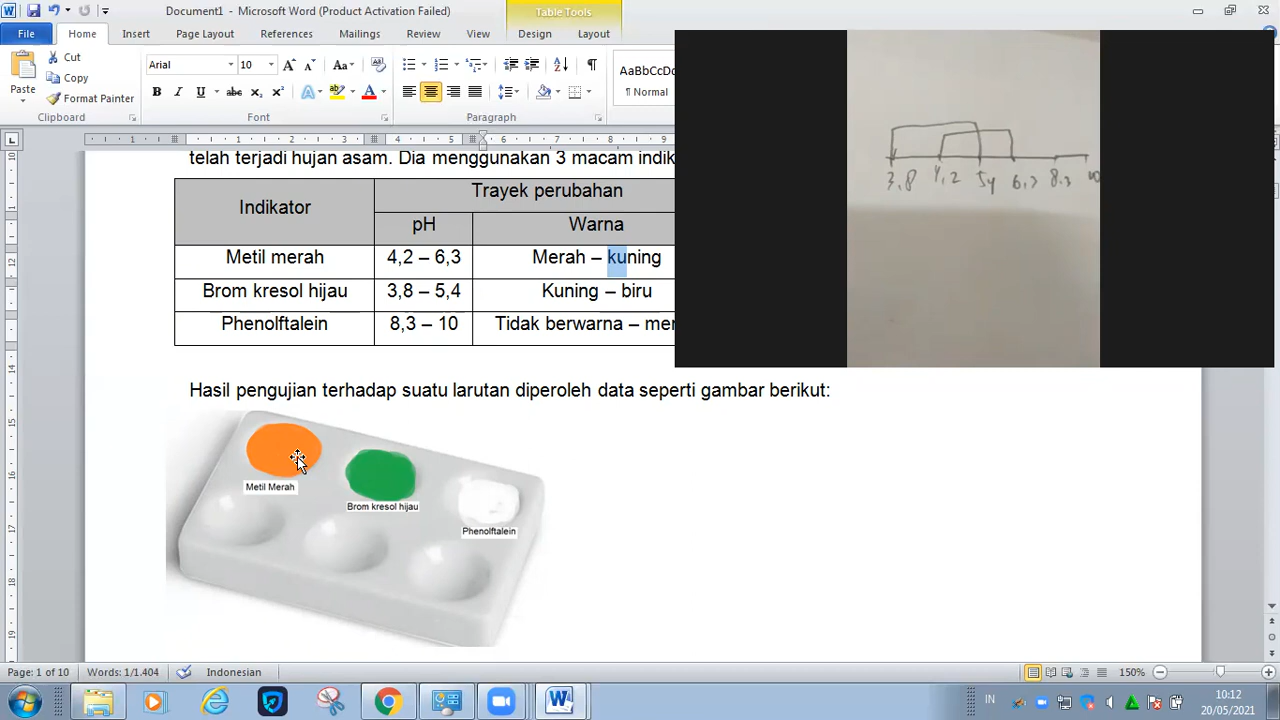 Document1 - Microsoft Word (Product Activation Failed)
Table Tools
File Home Insert Page Layout References Mailings Review View Design Layout
Paste
Cut
Copy
Format Painter
Clipboard
Arial 10
Font
Paragraph
AaBbCcDc
¶ Normal
telah terjadi hujan asam. Dia menggunakan 3 macam indik
Indikator Trayek perubahan
pH Warna
Metil merah 4,2 – 6,3 Merah – kuning
Brom kresol hijau 3,8 – 5,4 Kuning – biru
Phenolftalein 8,3 – 10 Tidak berwarna – mer
3,8 4,2 5,4 6,3 8,3 10
Hasil pengujian terhadap suatu larutan diperoleh data seperti gambar berikut:
Metil Merah
Brom kresol hijau
Phenolftalein
Page: 1 of 10 Words: 1/1.404 Indonesian 150%
IN 10:12
20/05/2021